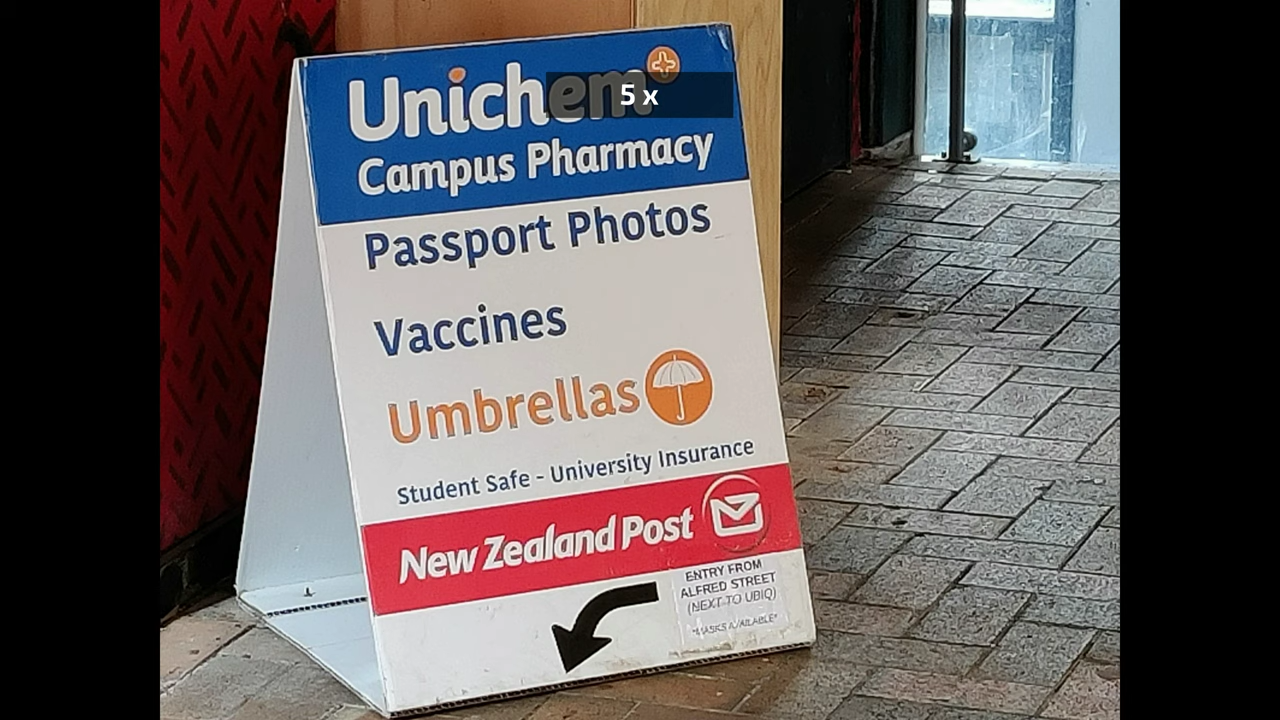 Unichem
5 x
Campus Pharmacy
Passport Photos
Vaccines
Umbrellas
Student Safe - University Insurance
New Zealand Post
ENTRY FROM
ALFRED STREET
(NEXT TO UBIQ)
*MASKS AVAILABLE*